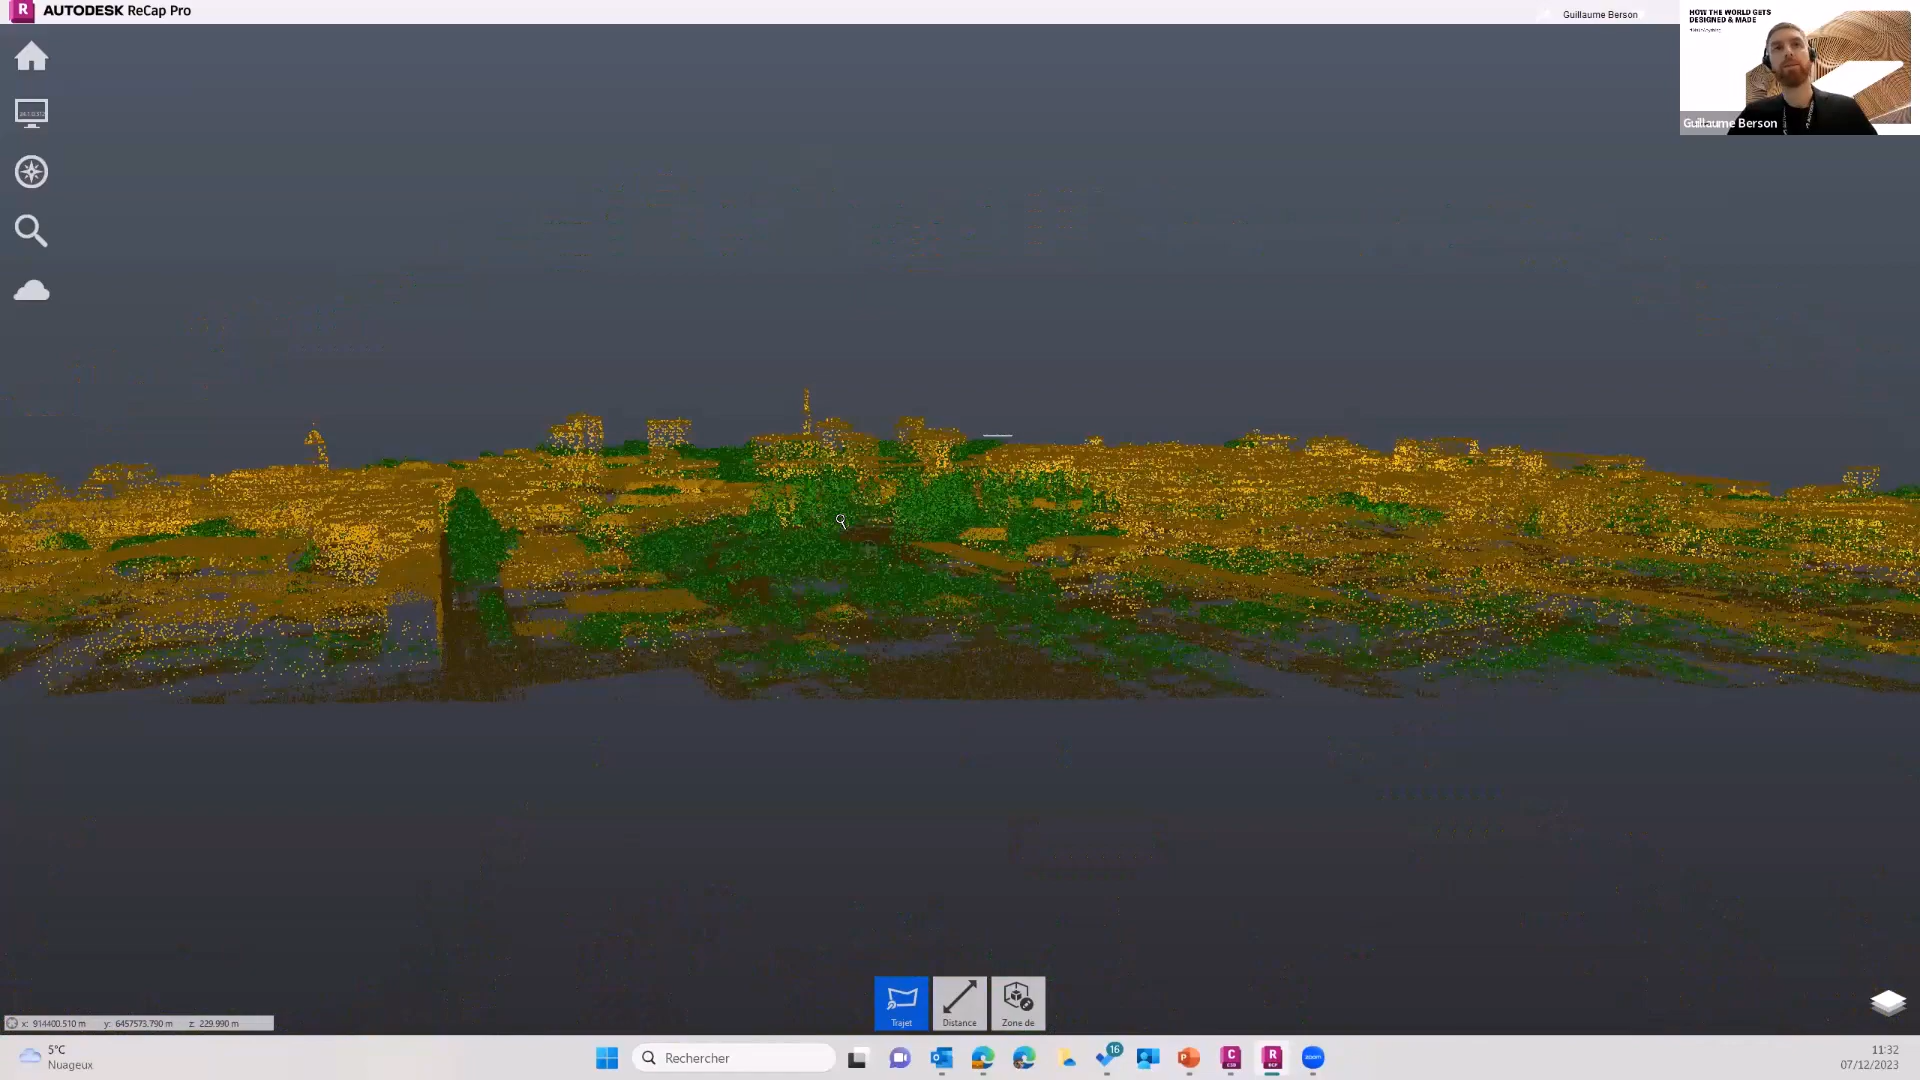 R AUTODESK ReCap Pro
Guillaume Berson
HOW THE WORLD GETS
DESIGNED & MADE
Guillaume Berson
Trajet
Distance
Zone de
x: 914400.510 m y: 6457573.790 m z: 229.990 m
5°C
Nuageux
Rechercher
16
11:32
07/12/2023
zoom